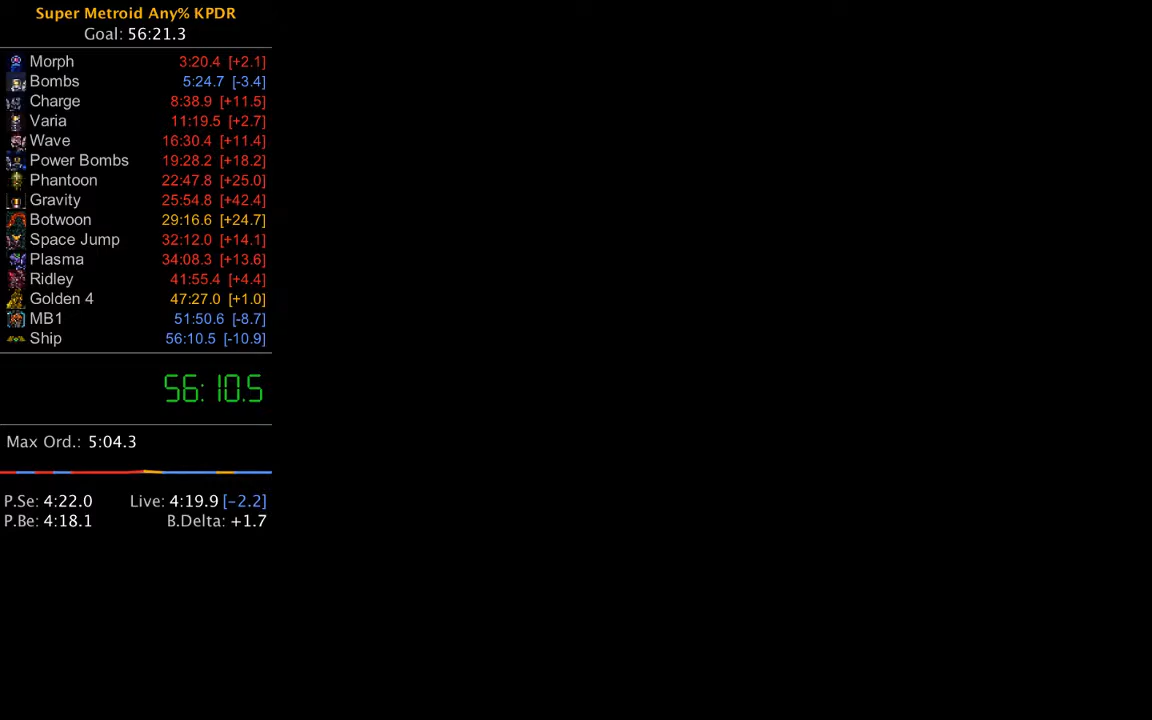 Super Metroid Any% KPDR
Goal: 56:21.3
Morph 3:20.4 [+2.1]
Bombs 5:24.7 [-3.4]
Charge 8:38.9 [+11.5]
Varia 11:19.5 [+2.7]
Wave 16:30.4 [+11.4]
Power Bombs 19:28.2 [+18.2]
Phantoon 22:47.8 [+25.0]
Gravity 25:54.8 [+42.4]
Botwoon 29:16.6 [+24.7]
Space Jump 32:12.0 [+14.1]
Plasma 34:08.3 [+13.6]
Ridley 41:55.4 [+4.4]
Golden 4 47:27.0 [+1.0]
MB1 51:50.6 [-8.7]
Ship 56:10.5 [-10.9]
56:10.5
Max Ord.: 5:04.3
P.Se: 4:22.0 Live: 4:19.9 [-2.2]
P.Be: 4:18.1 B.Delta: +1.7